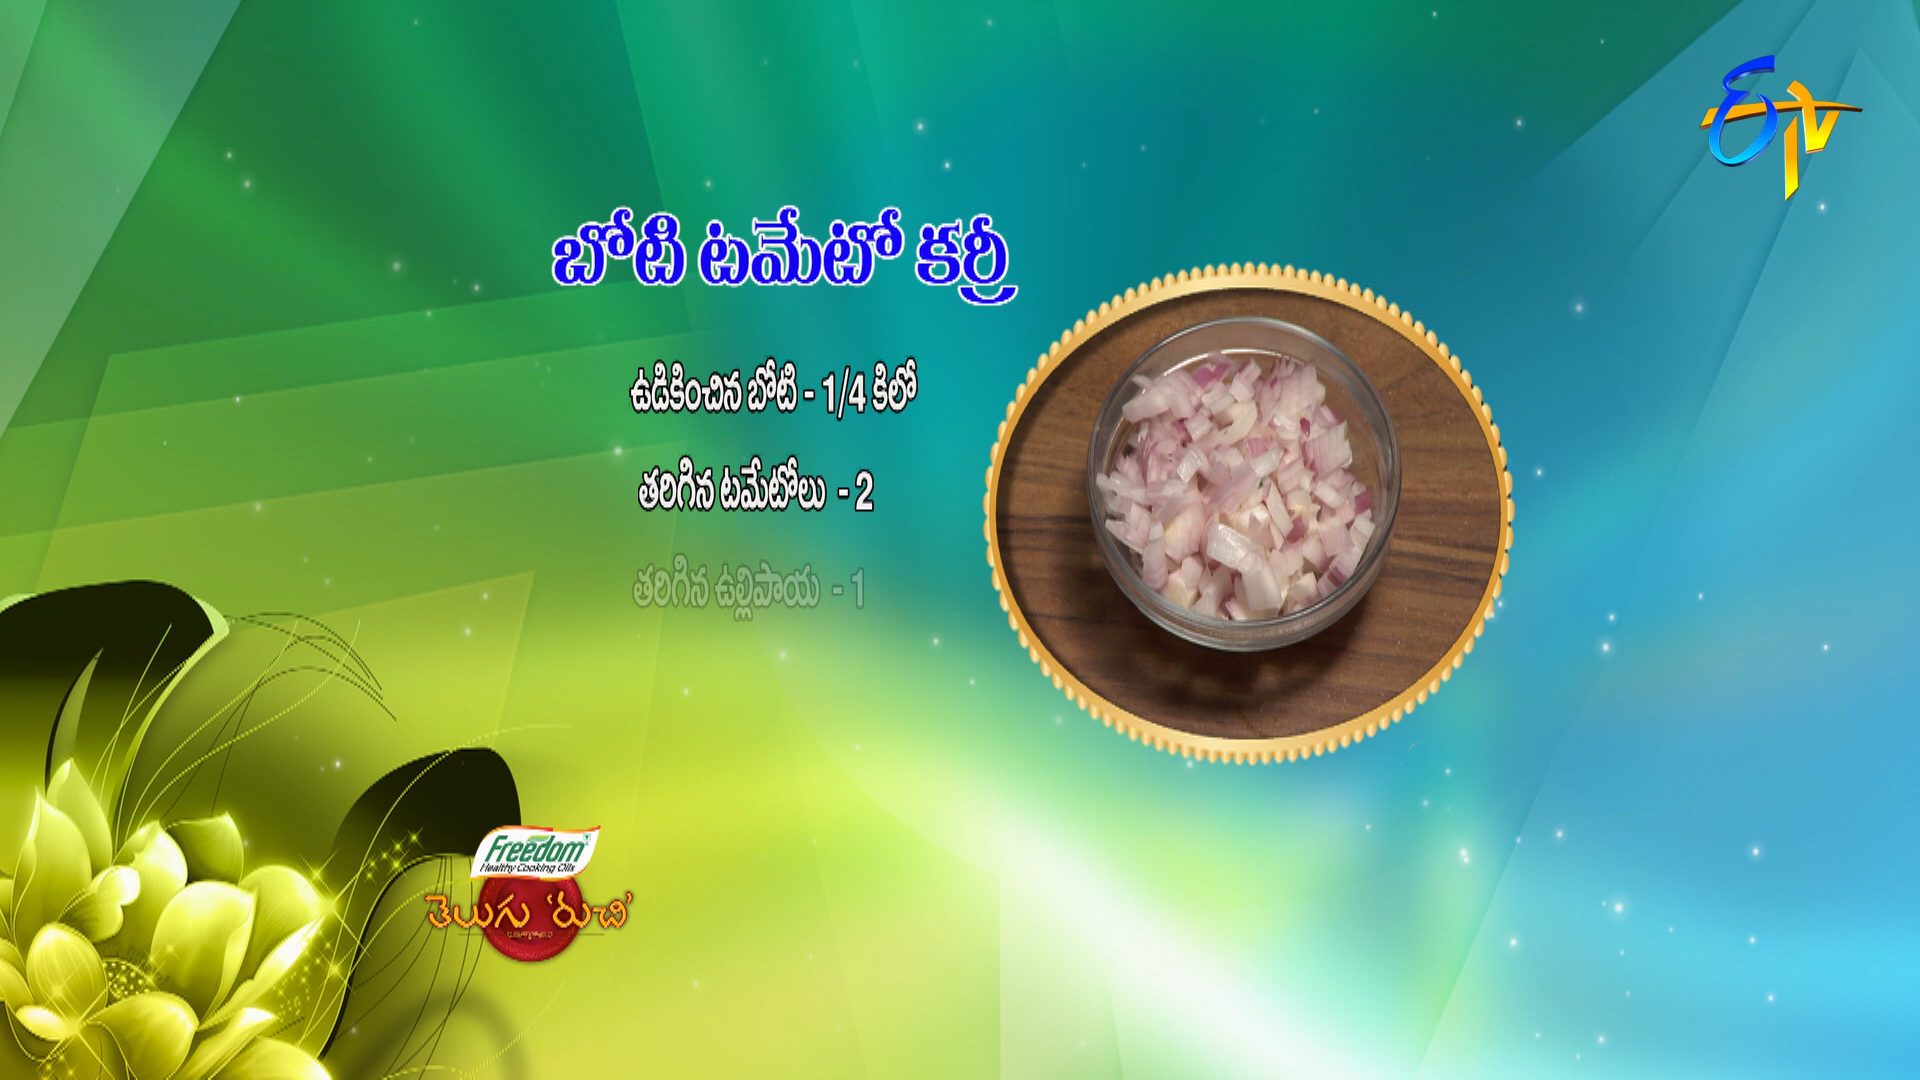 ETV
బోటి టమేటో కర్రీ
ఉడికించిన బోటి - 1/4 కిలో
తరిగిన టమేటోలు - 2
తరిగిన ఉల్లిపాయ - 1
Freedom
Healthy Cooking Oils
తెలుగు 'రుచి'